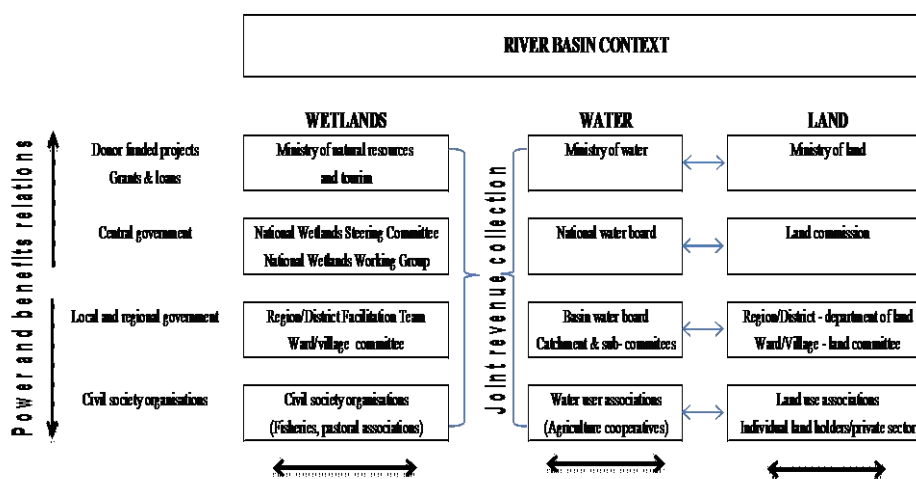 RIVER BASIN CONTEXT
WETLANDS
WATER
LAND
Power and benefits relations
Donor funded projects
Grants & loans
Ministry of natural resources
and tourism
Joint revenue collection
Ministry of water
Ministry of land
Central government
National Wetlands Steering Committee
National Wetlands Working Group
National water board
Land commission
Local and regional government
Region/District Facilitation Team
Ward/village committee
Basin water board
Catchment & sub- commitees
Region/District - department of land
Ward/Village - land committee
Civil society organisations
Civil society organisations
(Fisheries, pastoral associations)
Water user associations
(Agriculture cooperatives)
Land use associations
Individual land holders/private sector